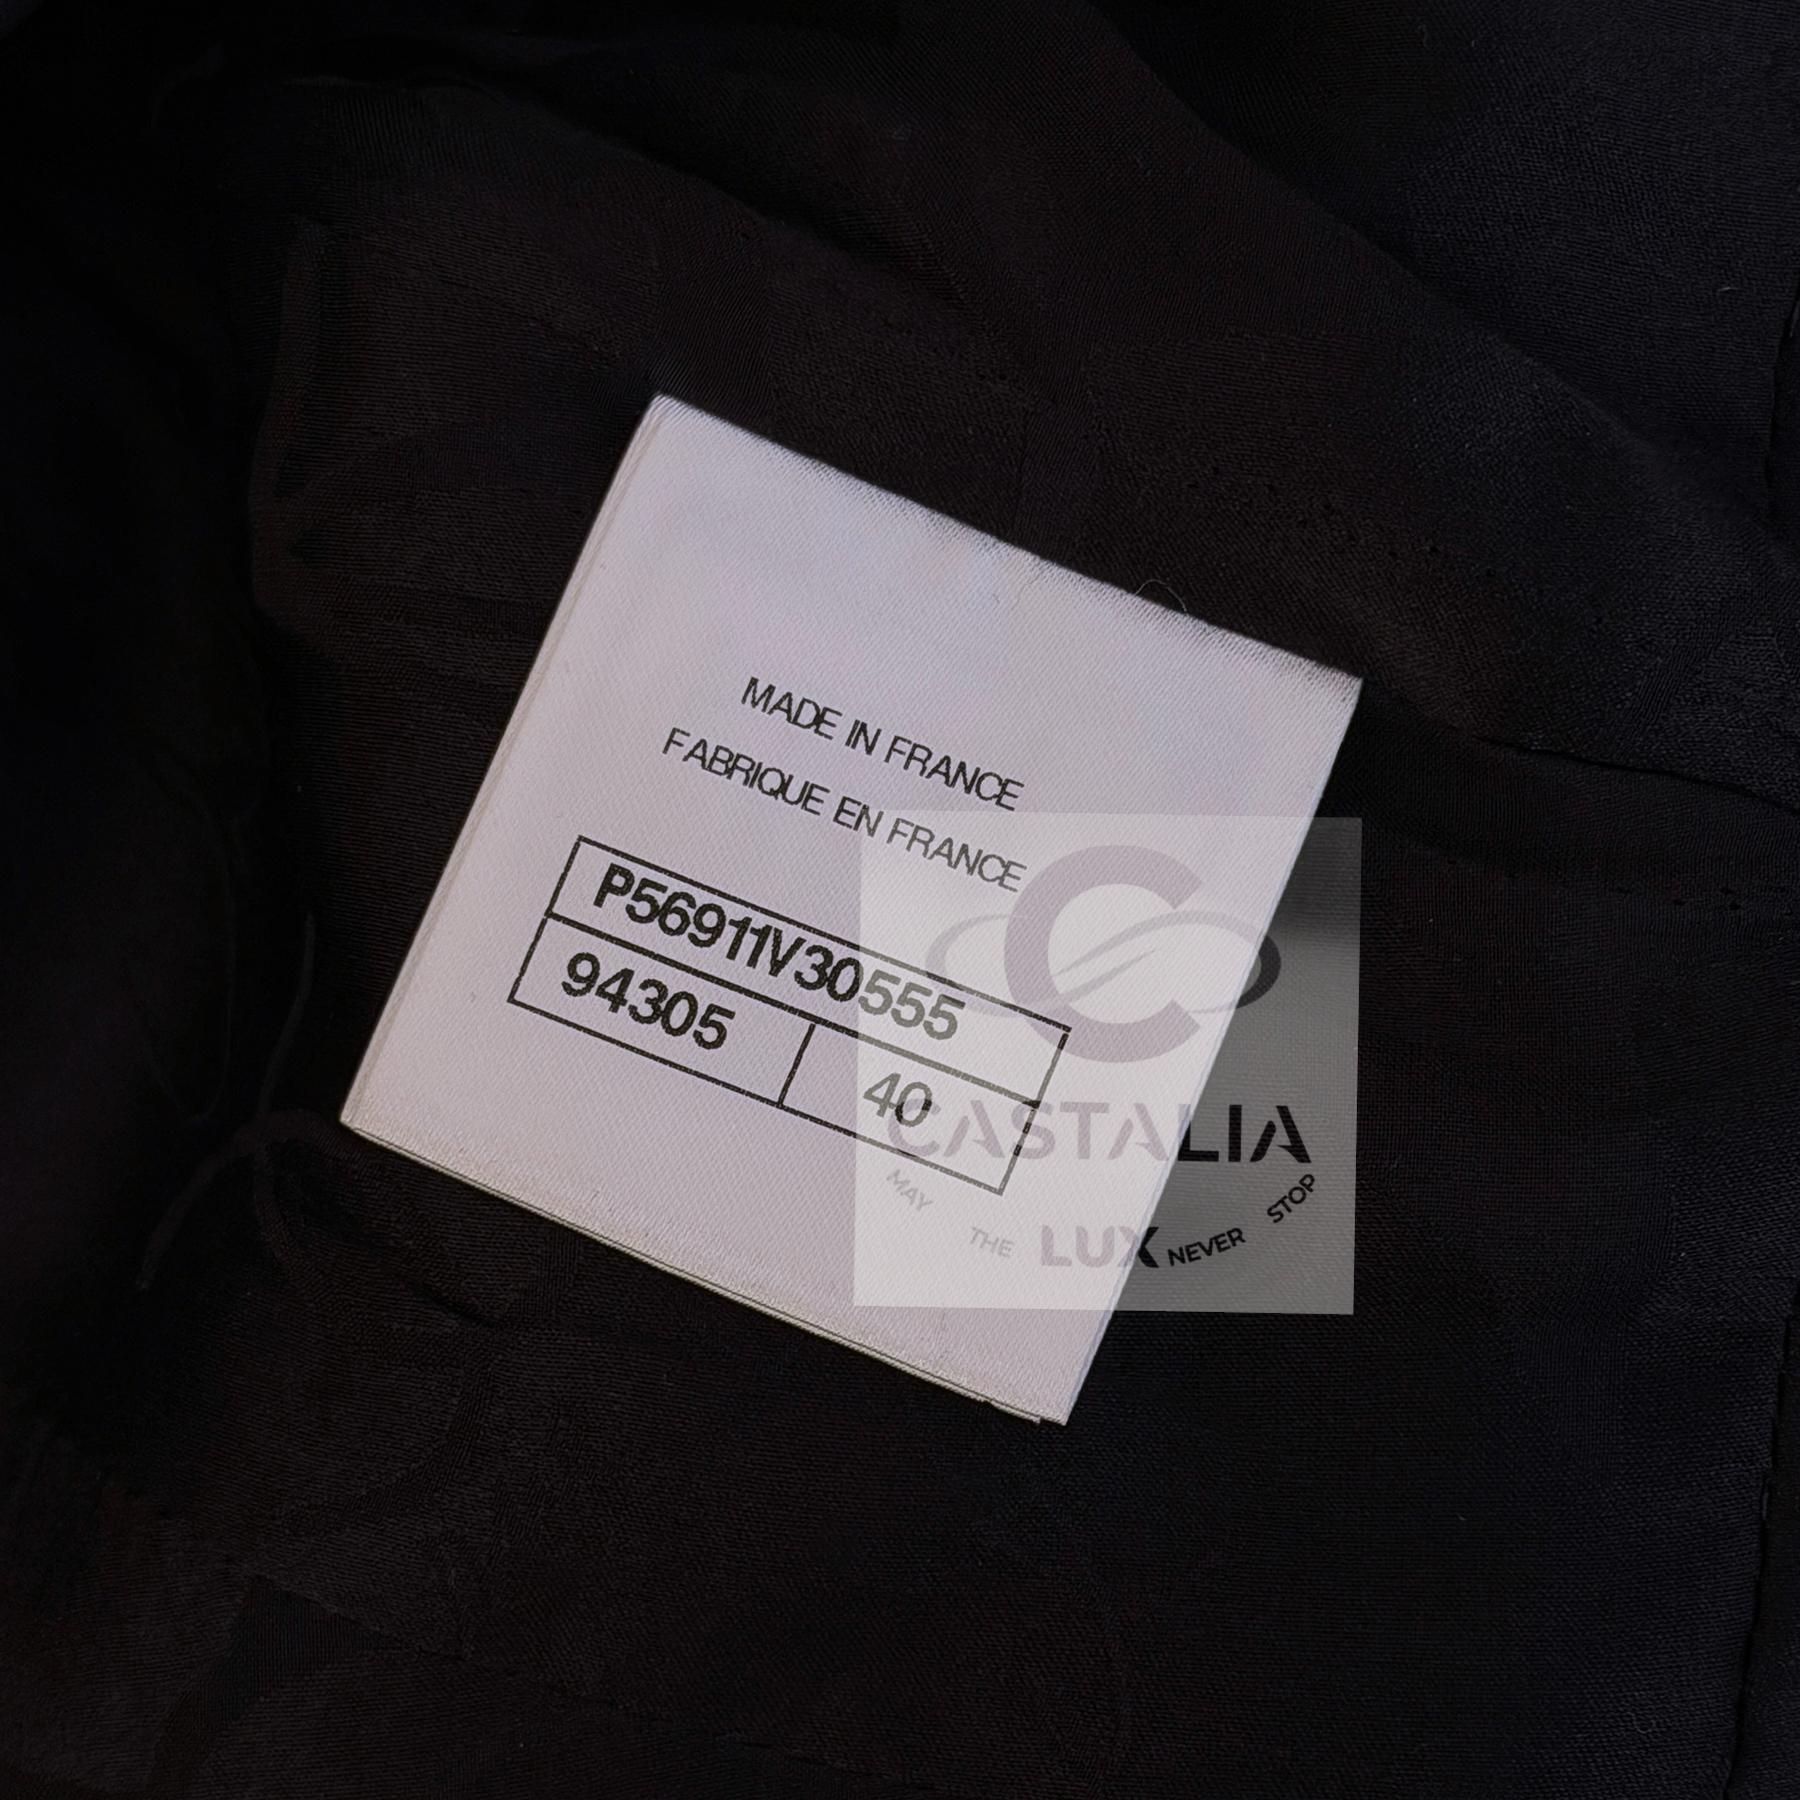 MADE IN FRANCE
FABRIQUE EN FRANCE
P56911V30555
94305 40
C
CASTALIA
MAY THE LUX NEVER STOP